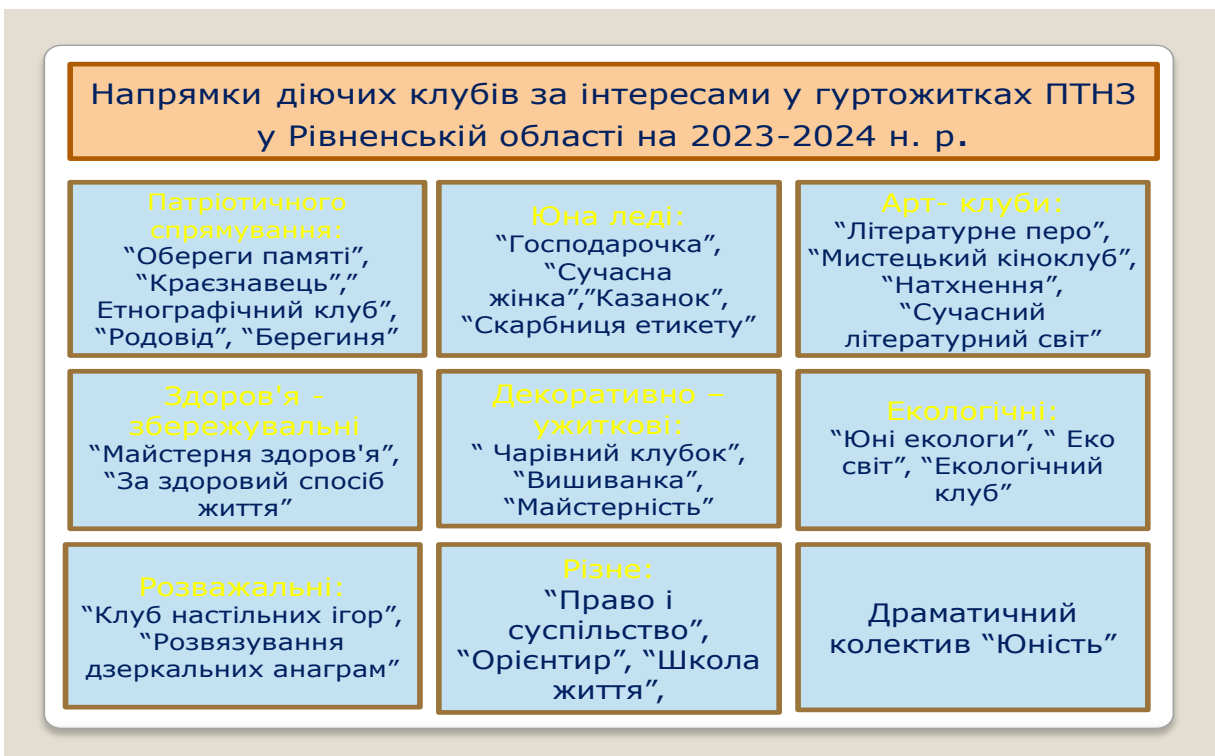 Напрямки діючих клубів за інтересами у гуртожитках ПТНЗ
у Рівненській області на 2023-2024 н. р.
Патріотичного
спрямування:
“Обереги памяті”,
“Краєзнавець”,”
Етнографічний клуб”,
“Родовід”, “Берегиня”
Юна леді:
“Господарочка”,
“Сучасна
жінка”,”Казанок”,
“Скарбниця етикету”
Арт- клуби:
“Літературне перо”,
“Мистецький кіноклуб”,
“Натхнення”,
“Сучасний
літературний світ”
Здоров'я -
збережувальні
“Майстерня здоров'я”,
“За здоровий спосіб
життя”
Декоративно –
ужиткові:
“ Чарівний клубок”,
“Вишиванка”,
“Майстерність”
Екологічні:
“Юні екологи”, “ Еко
світ”, “Екологічний
клуб”
Розважальні:
“Клуб настільних ігор”,
“Розвязування
дзеркальних анаграм”
Різне:
“Право і
суспільство”,
“Орієнтир”, “Школа
життя”,
Драматичний
колектив “Юність”